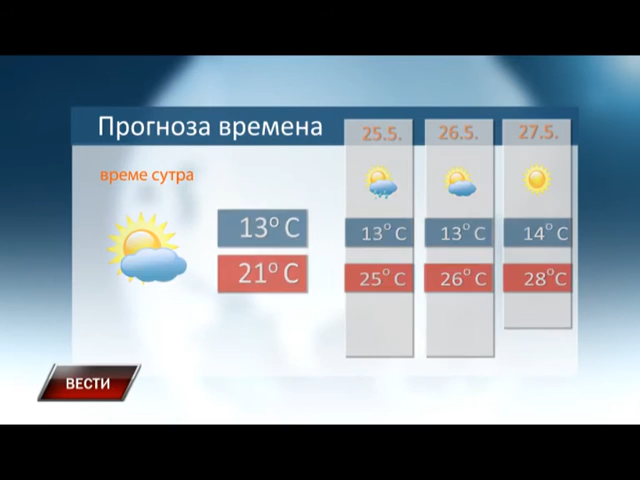 Прогноза времена
време сутра
13° C
21° C
25.5.
26.5.
27.5.
13° C
13° C
14° C
25° C
26° C
28°C
ВЕСТИ